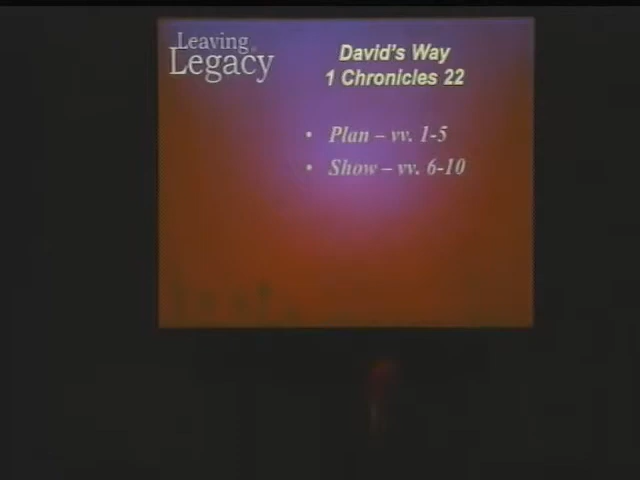 Leaving a
Legacy
David's Way
1 Chronicles 22
• Plan – vv. 1-5
• Show – vv. 6-10